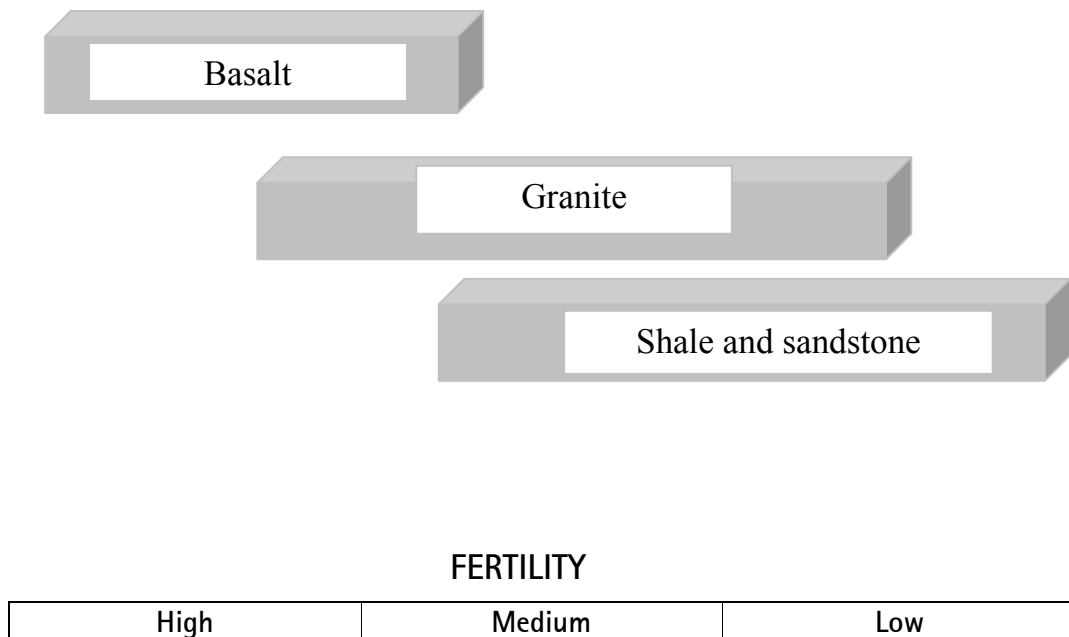 Basalt
Granite
Shale and sandstone
FERTILITY
High Medium Low